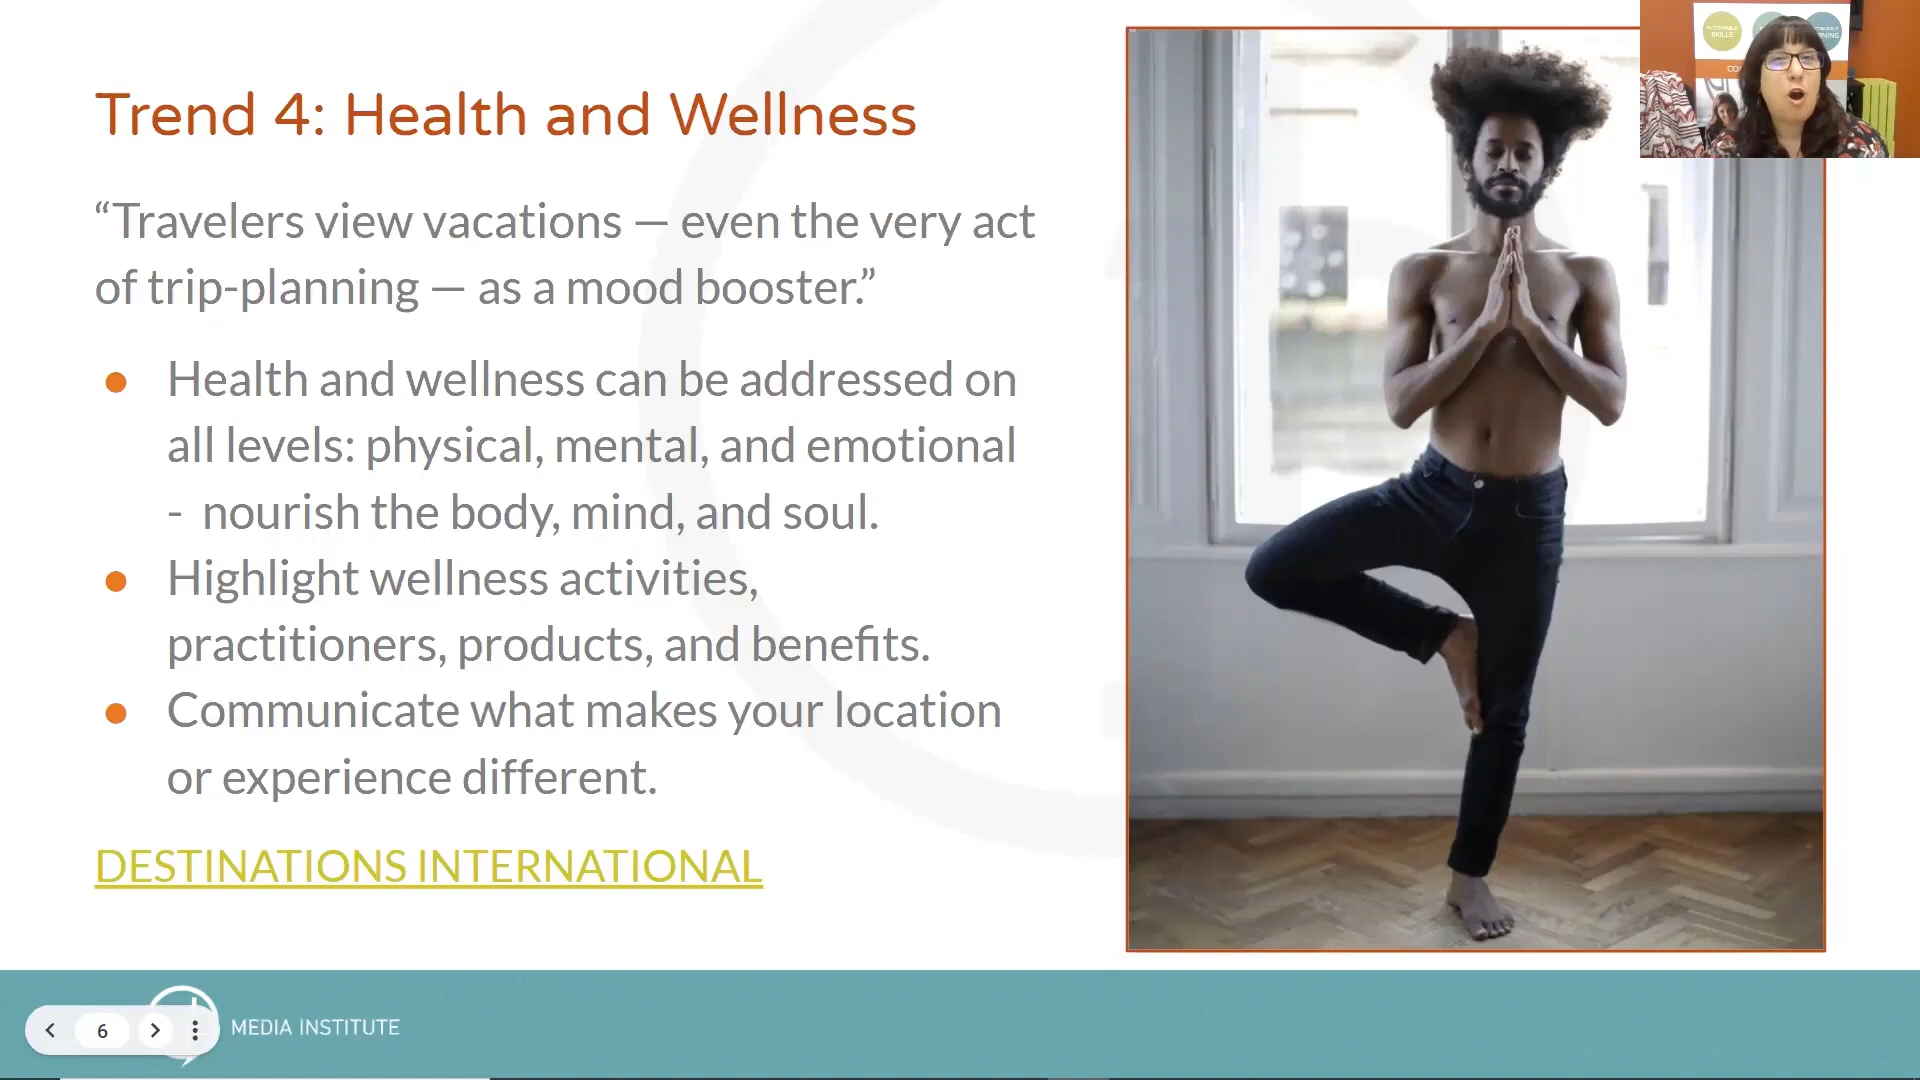 Trend 4: Health and Wellness
“Travelers view vacations — even the very act
of trip-planning — as a mood booster.”
● Health and wellness can be addressed on
all levels: physical, mental, and emotional
- nourish the body, mind, and soul.
● Highlight wellness activities,
practitioners, products, and benefits.
● Communicate what makes your location
or experience different.
DESTINATIONS INTERNATIONAL
6
MEDIA INSTITUTE
SKILLS